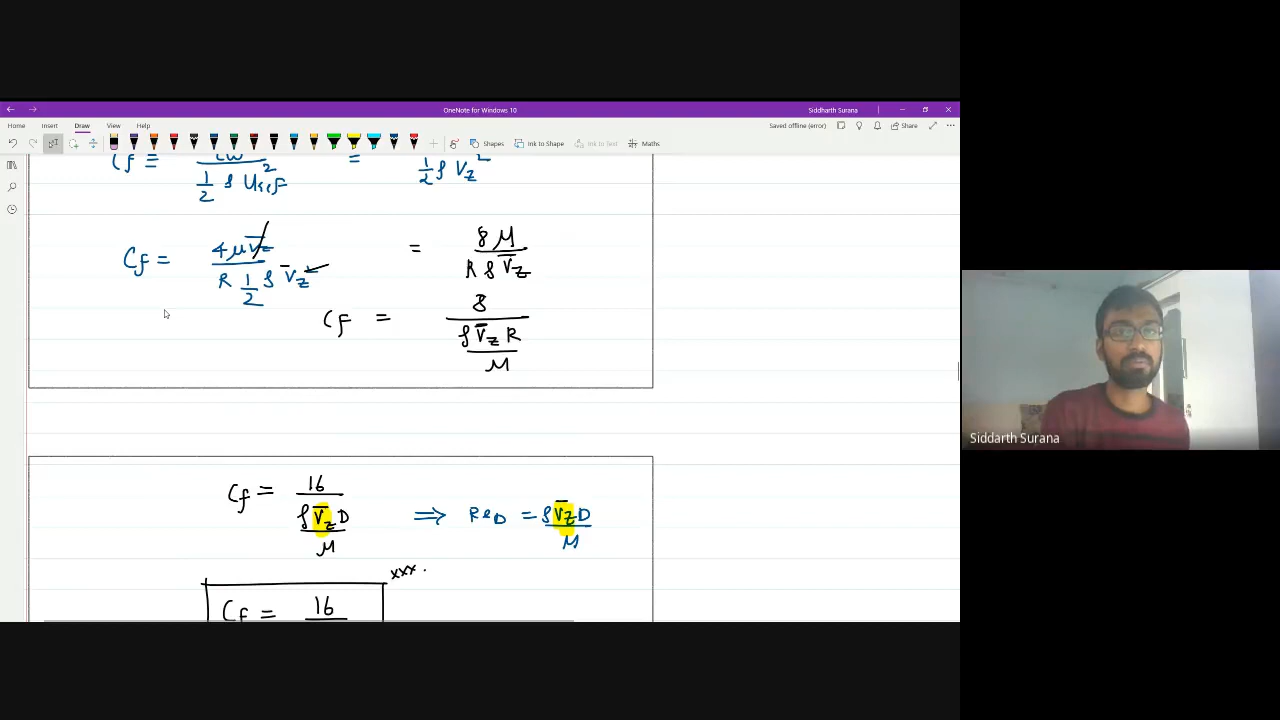 OneNote for Windows 10
Siddharth Surana
Home Insert Draw View Help
Saved offline (error)
Share
Shapes
Ink to Shape
Ink to Text
Maths
Cf = τw / (1/2 ρ Uref²) = / (1/2 ρ Vz²)
Cf = 4μV̄z / (R 1/2 ρ V̄z²) = 8μ / (R ρ V̄z)
Cf = 8 / (ρ V̄z R / μ)
Siddarth Surana
Cf = 16 / (ρ V̄z D / μ) ⇒ ReD = ρ V̄z D / μ
xxx.
Cf = 16